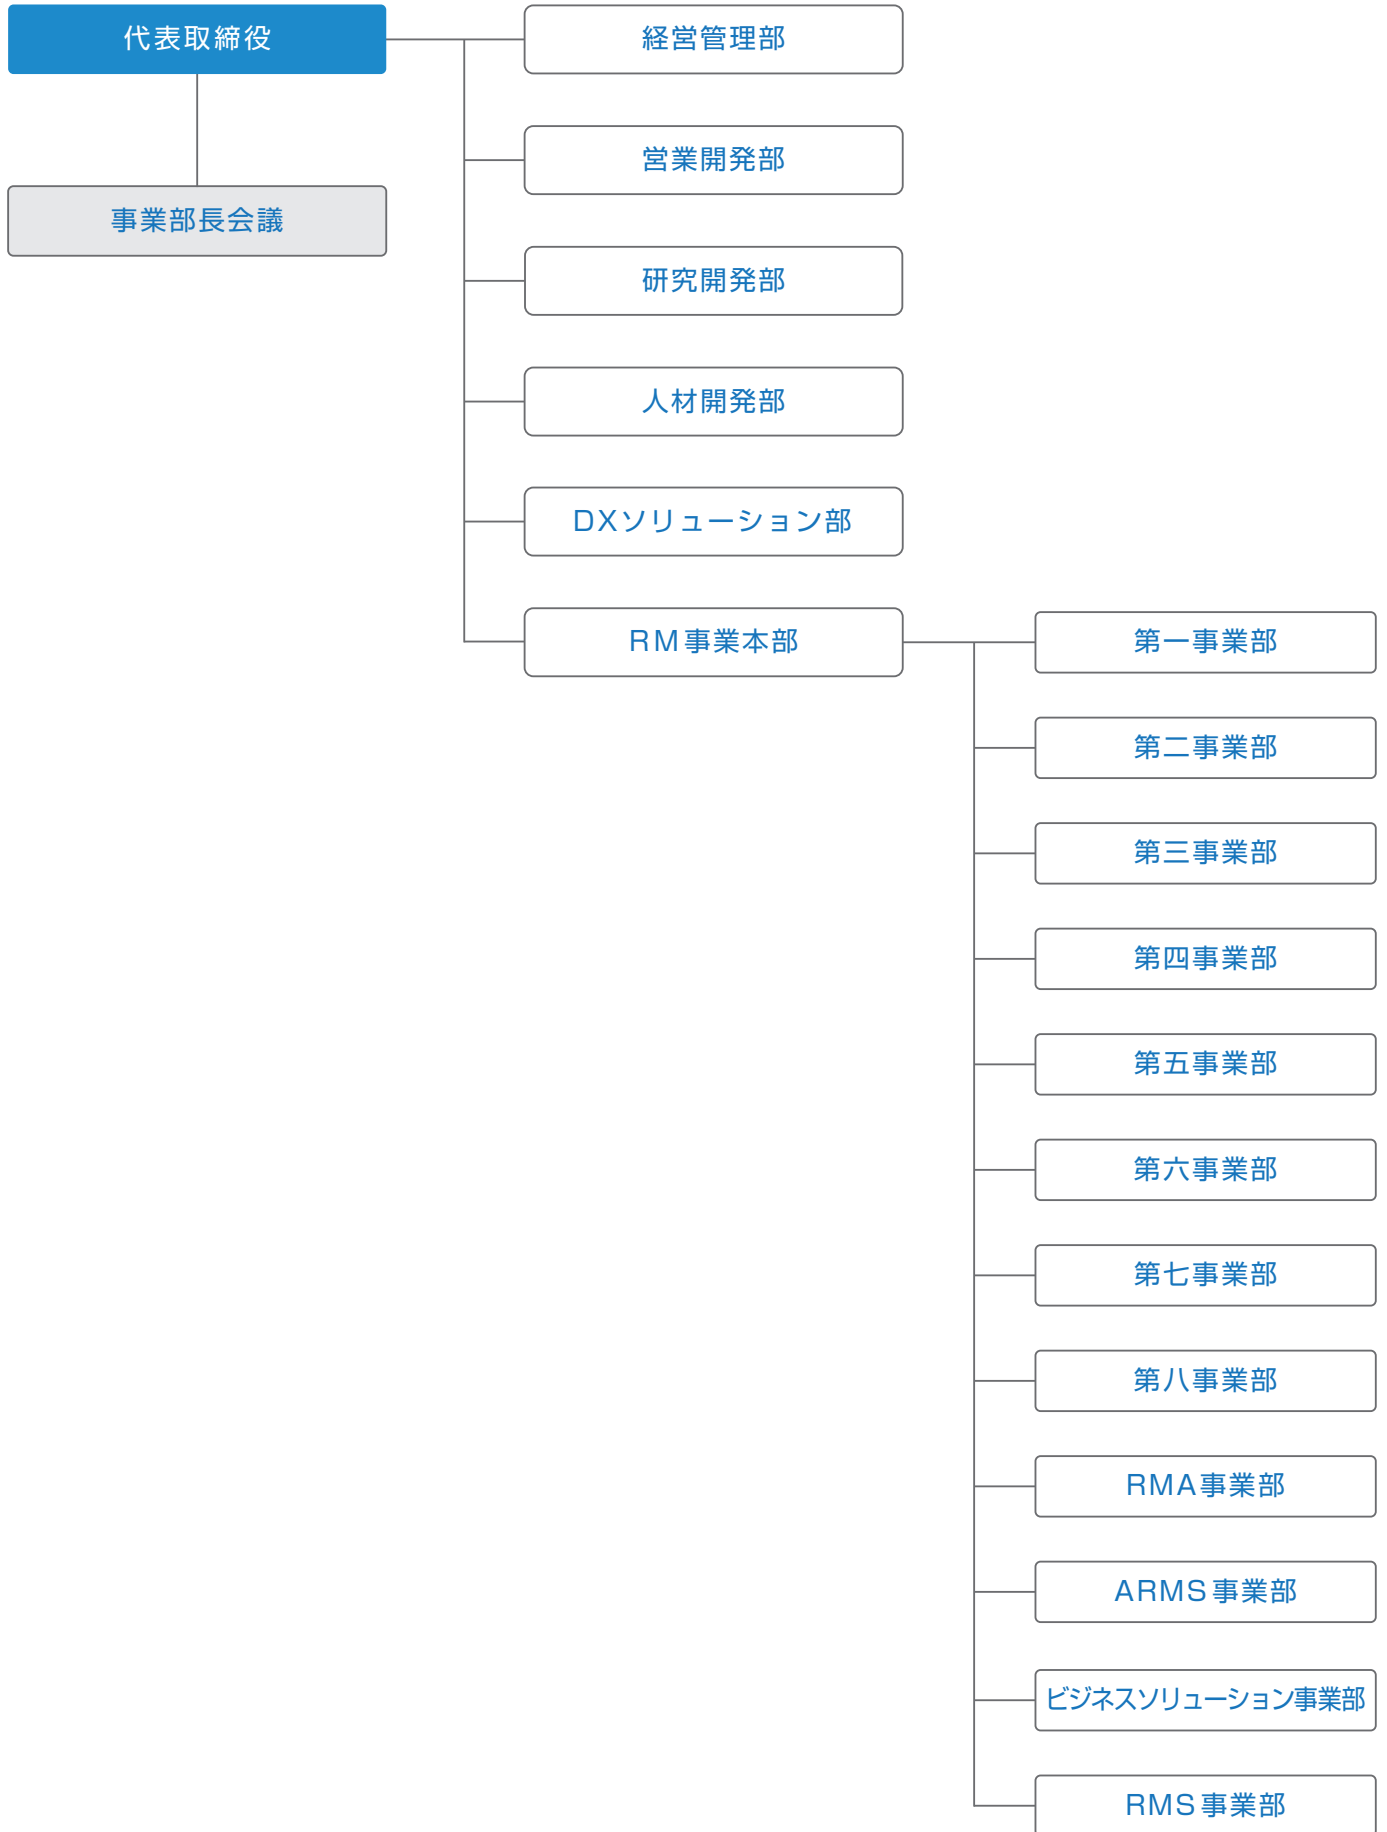 代表取締役
事業部長会議
経営管理部
営業開発部
研究開発部
人材開発部
DXソリューション部
RM事業本部
第一事業部
第二事業部
第三事業部
第四事業部
第五事業部
第六事業部
第七事業部
第八事業部
RMA事業部
ARMS事業部
ビジネスソリューション事業部
RMS事業部